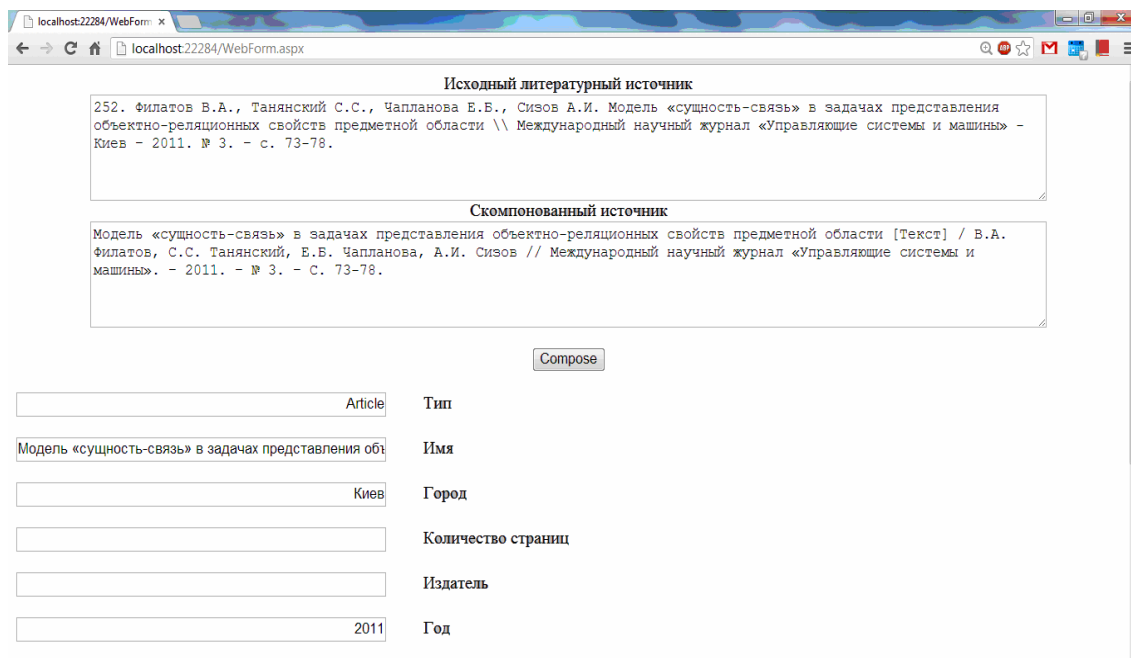 localhost:22284/WebForm
localhost:22284/WebForm.aspx
Исходный литературный источник
252. Филатов В.А., Танянский С.С., Чапланова Е.Б., Сизов А.И. Модель «сущность-связь» в задачах представления
объектно-реляционных свойств предметной области \\ Международный научный журнал «Управляющие системы и машины» –
Киев – 2011. № 3. – с. 73-78.
Скомпонованный источник
Модель «сущность-связь» в задачах представления объектно-реляционных свойств предметной области [Текст] / В.А.
Филатов, С.С. Танянский, Е.Б. Чапланова, А.И. Сизов // Международный научный журнал «Управляющие системы и
машины». – 2011. – № 3. – С. 73-78.
Compose
Article Тип
Модель «сущность-связь» в задачах представления объ Имя
Киев Город
Количество страниц
Издатель
2011 Год